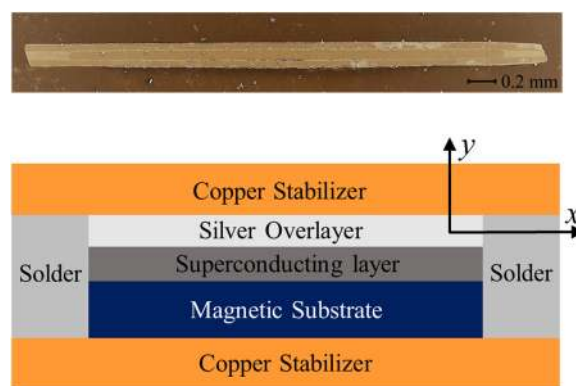 0.2 mm
y
Copper Stabilizer
x
Silver Overlayer
Superconducting layer
Solder
Solder
Magnetic Substrate
Copper Stabilizer